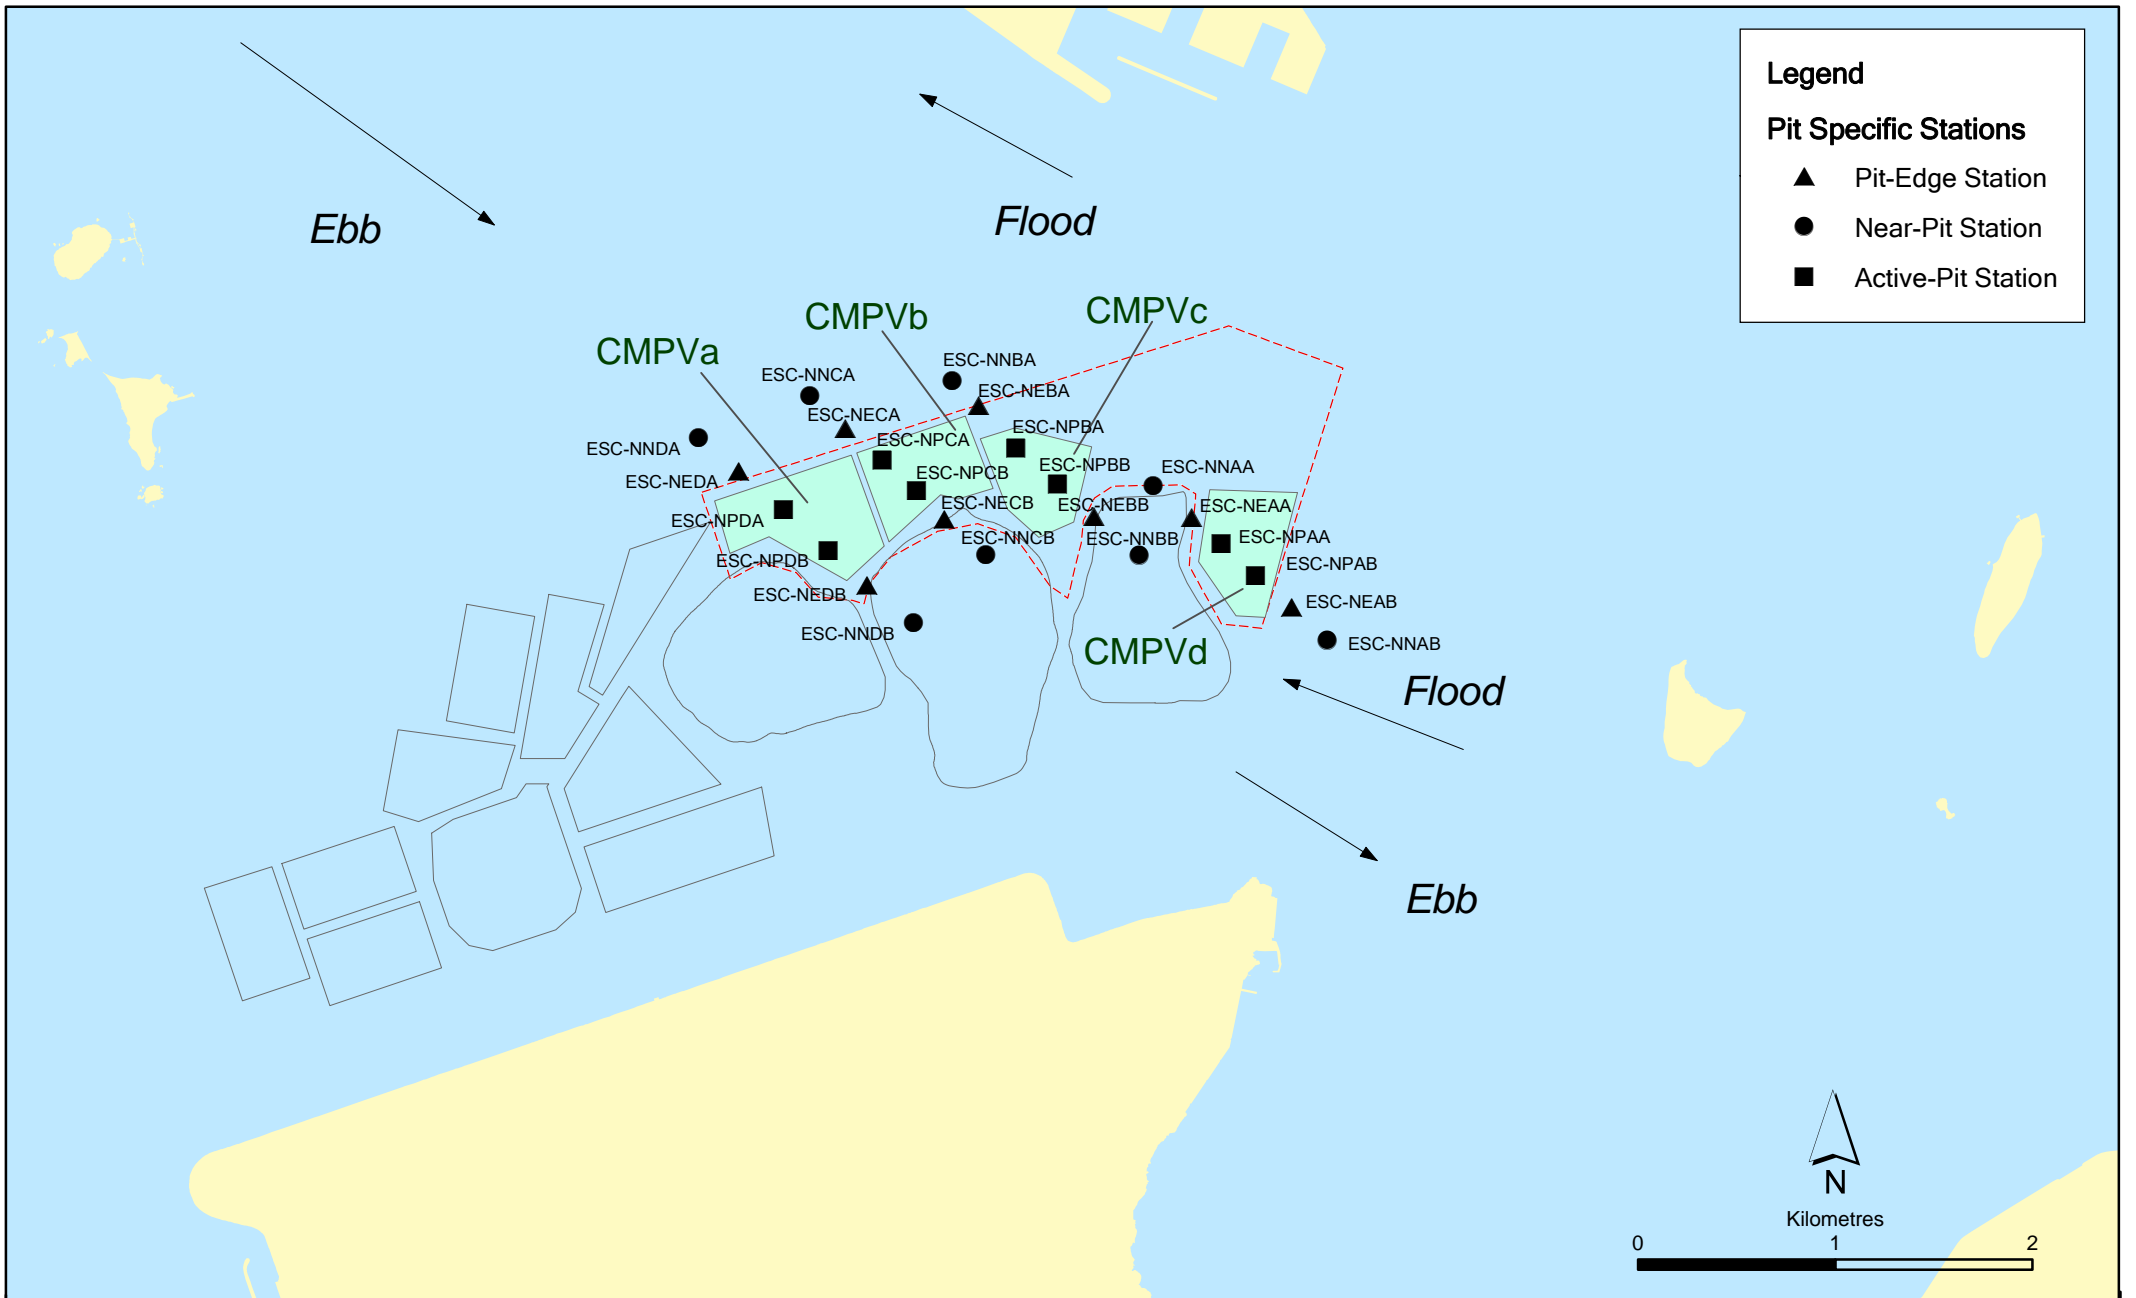 Legend
Pit Specific Stations
Pit-Edge Station
Near-Pit Station
Active-Pit Station
Ebb
Flood
CMPVa
CMPVb
CMPVc
ESC-NNBA
ESC-NNCA
ESC-NEBA
ESC-NECA
ESC-NPBA
ESC-NPCA
ESC-NNDA
ESC-NPBB
ESC-NNAA
ESC-NPCB
ESC-NEDA
ESC-NECB
ESC-NEBB
ESC-NEAA
ESC-NPDA
ESC-NNCB
ESC-NNBB
ESC-NPAA
ESC-NPDB
ESC-NPAB
ESC-NEDB
ESC-NEAB
ESC-NNDB
ESC-NNAB
CMPVd
Flood
Ebb
N
Kilometres
0 1 2